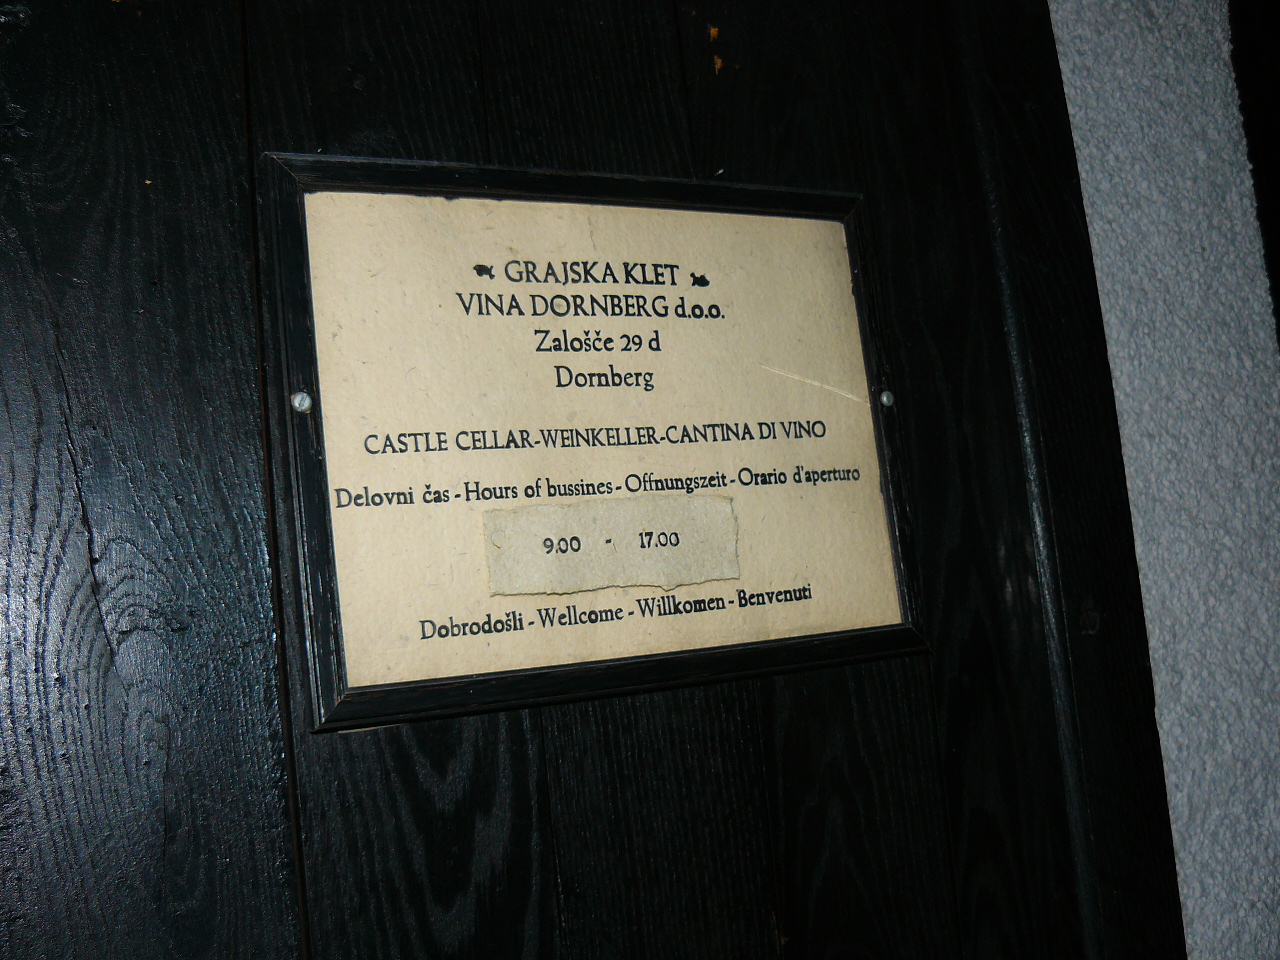 GRAJSKA KLET
VINA DORNBERG d.o.o.
Zalošče 29 d
Dornberg
CASTLE CELLAR-WEINKELLER-CANTINA DI VINO
Delovni čas - Hours of bussines - Offnungszeit - Orario d'aperturo
9.00 - 17.00
Dobrodošli - Wellcome - Willkomen - Benvenuti